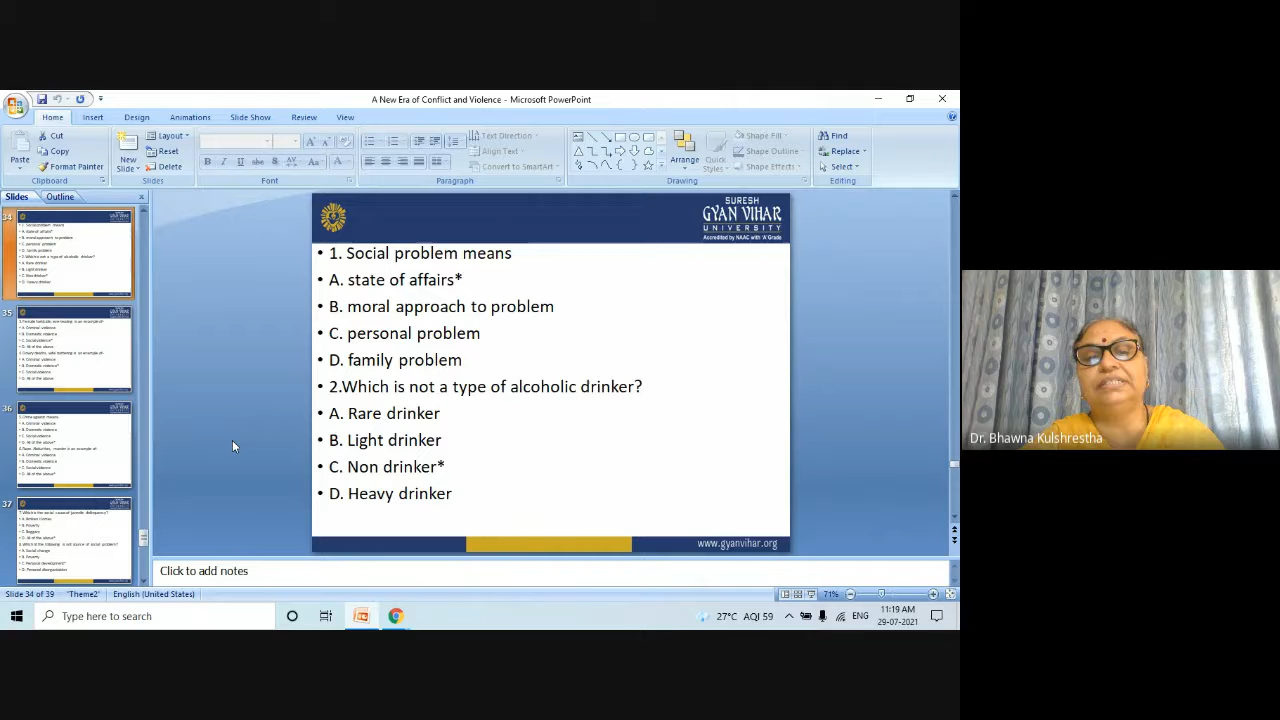 A New Era of Conflict and Violence - Microsoft PowerPoint
Home Insert Design Animations Slide Show Review View
Paste
Cut
Copy
Format Painter
Clipboard
New Slide
Layout
Reset
Delete
Slides
Font
Text Direction
Align Text
Convert to SmartArt
Paragraph
Arrange
Quick Styles
Shape Fill
Shape Outline
Shape Effects
Drawing
Find
Replace
Select
Editing
Slides Outline
34
35
36
37
SURESH
GYAN VIHAR
UNIVERSITY
Accredited by NAAC with 'A' Grade
• 1. Social problem means
• A. state of affairs*
• B. moral approach to problem
• C. personal problem
• D. family problem
• 2.Which is not a type of alcoholic drinker?
• A. Rare drinker
• B. Light drinker
• C. Non drinker*
• D. Heavy drinker
www.gyanvihar.org
Click to add notes
Slide 34 of 39 "Theme2" English (United States) 71%
Type here to search
27°C AQI 59 ENG
11:19 AM
29-07-2021
Dr. Bhawna Kulshrestha